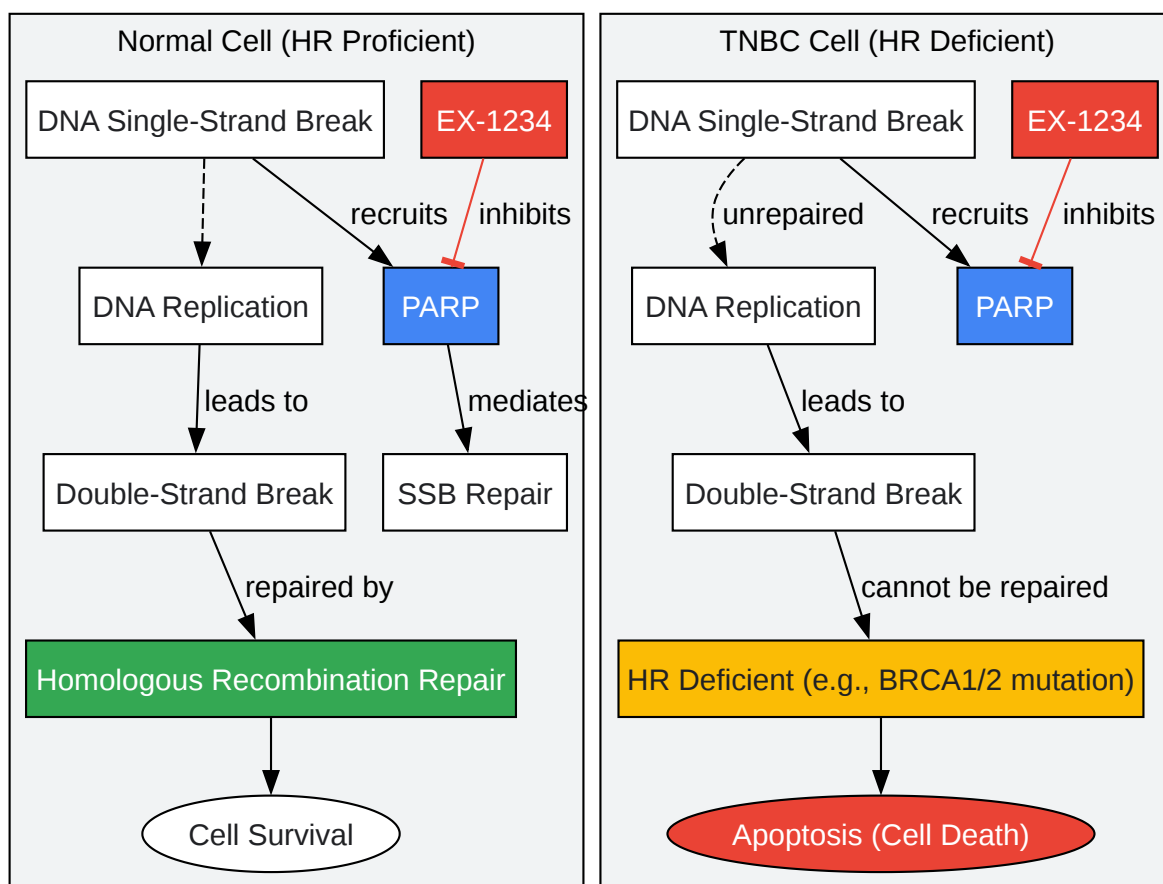 Normal Cell (HR Proficient)
DNA Single-Strand Break
EX-1234
recruits
inhibits
DNA Replication
PARP
leads to
mediates
Double-Strand Break
SSB Repair
repaired by
Homologous Recombination Repair
Cell Survival
TNBC Cell (HR Deficient)
DNA Single-Strand Break
EX-1234
unrepaired
recruits
inhibits
DNA Replication
PARP
leads to
Double-Strand Break
cannot be repaired
HR Deficient (e.g., BRCA1/2 mutation)
Apoptosis (Cell Death)